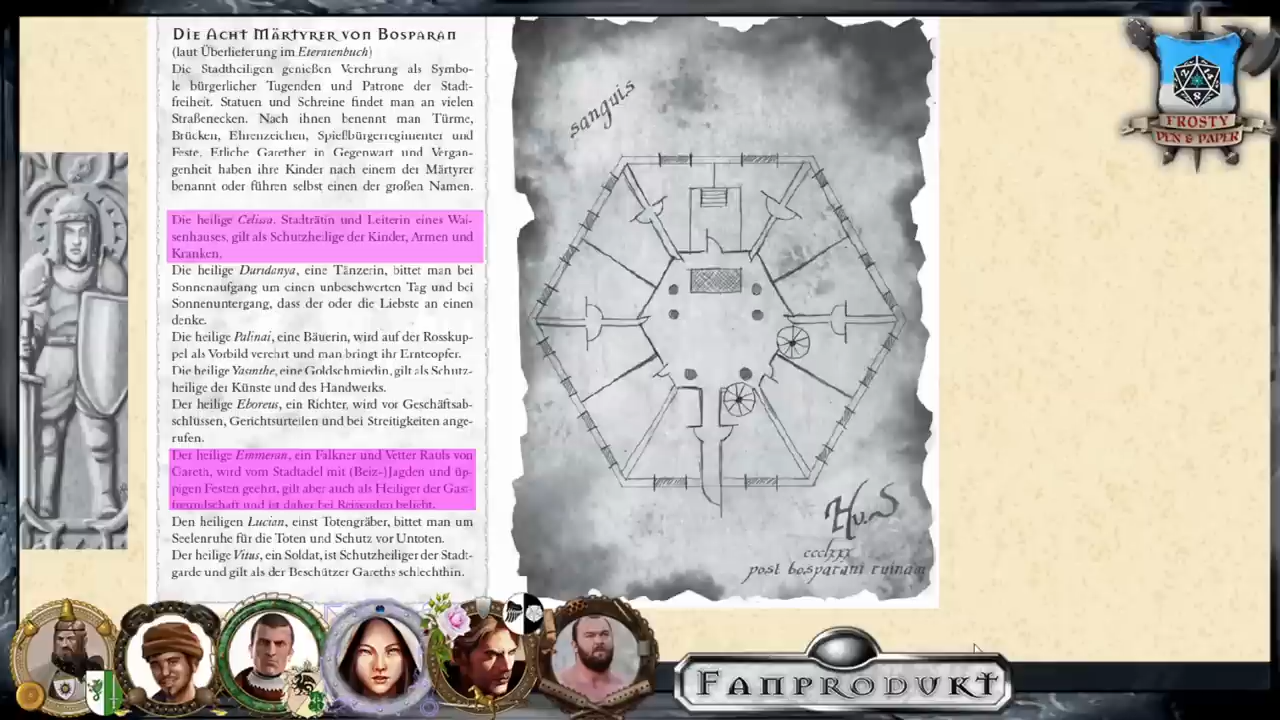 Die Acht Märtyrer von Bosparan
(laut Überlieferung im Eternenbuch)
Die Stadtheiligen genießen Verehrung als Symbo-
le bürgerlicher Tugenden und Patrone der Stadt-
freiheit. Statuen und Schreine findet man an vielen
Straßenecken. Nach ihnen benennt man Türme,
Brücken, Ehrenzeichen, Spießbürgerregimenter und
Feste. Etliche Garether in Gegenwart und Vergan-
genheit haben ihre Kinder nach einem der Märtyrer
benannt oder führen selbst einen der großen Namen.
Die heilige Celissa, Stadträtin und Leiterin eines Wai-
senhauses, gilt als Schutzheilige der Kinder, Armen und
Kranken.
Die heilige Duridanya, eine Tänzerin, bittet man bei
Sonnenaufgang um einen unbeschwerten Tag und bei
Sonnenuntergang, dass der oder die Liebste an einen
denke.
Die heilige Palinai, eine Bäuerin, wird auf der Rosskup-
pel als Vorbild verehrt und man bringt ihr Ernteopfer.
Die heilige Yasinthe, eine Goldschmiedin, gilt als Schutz-
heilige der Künste und des Handwerks.
Der heilige Eboreus, ein Richter, wird vor Geschäftsab-
schlüssen, Gerichtsurteilen und bei Streitigkeiten ange-
rufen.
Der heilige Emmeran, ein Falkner und Vetter Rauls von
Gareth, wird vom Stadtadel mit (Beiz-)Jagden und üp-
pigen Festen geehrt, gilt aber auch als Heiliger der Gast-
freundschaft und ist daher bei Reisenden beliebt.
Den heiligen Lucian, einst Totengräber, bittet man um
Seelenruhe für die Toten und Schutz vor Untoten.
Der heilige Vitus, ein Soldat, ist Schutzheiliger der Stadt-
garde und gilt als der Beschützer Gareths schlechthin.
sanguis
H.v.S
post bosparani ruinam
FROSTY
PEN & PAPER
8
Fanprodukt